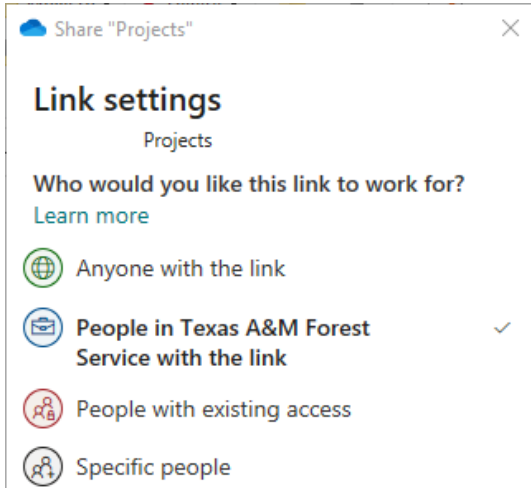 Share "Projects"
Link settings
Projects
Who would you like this link to work for?
Learn more
Anyone with the link
People in Texas A&M Forest
Service with the link
People with existing access
Specific people